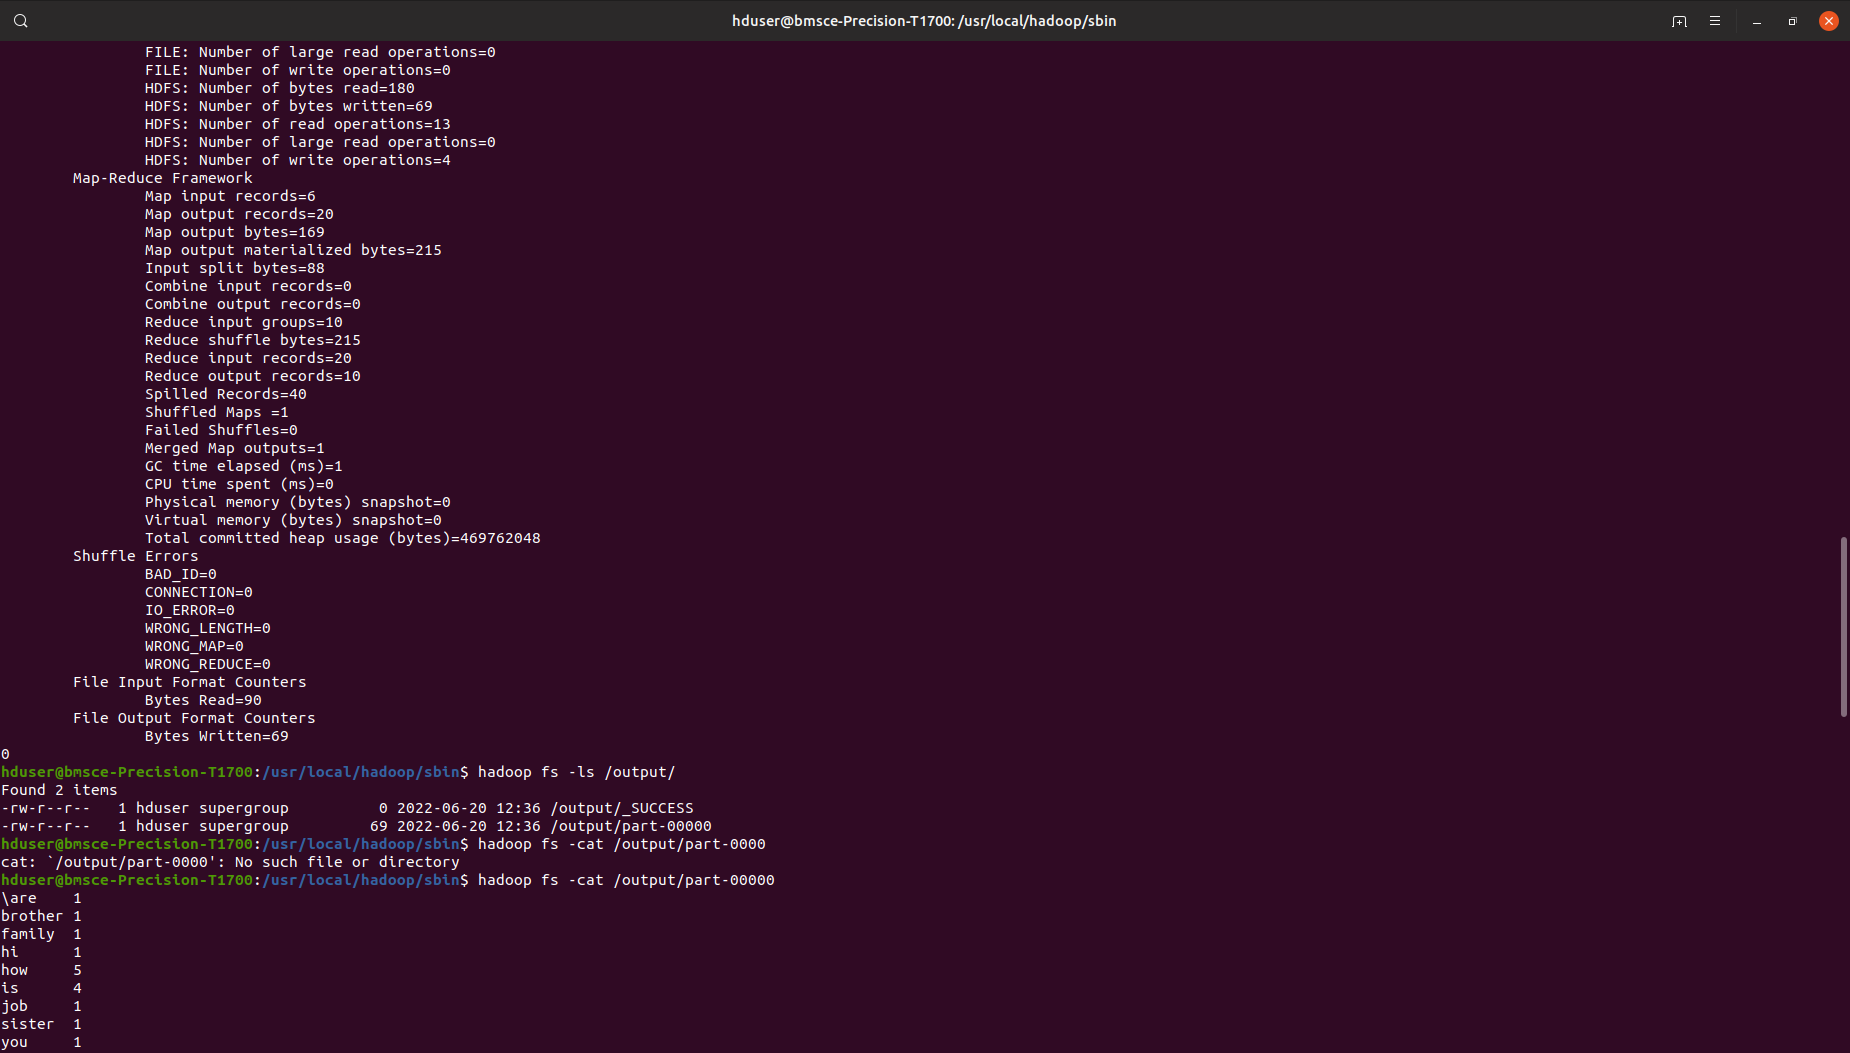 hduser@bmsce-Precision-T1700: /usr/local/hadoop/sbin
FILE: Number of large read operations=0
FILE: Number of write operations=0
HDFS: Number of bytes read=180
HDFS: Number of bytes written=69
HDFS: Number of read operations=13
HDFS: Number of large read operations=0
HDFS: Number of write operations=4
Map-Reduce Framework
Map input records=6
Map output records=20
Map output bytes=169
Map output materialized bytes=215
Input split bytes=88
Combine input records=0
Combine output records=0
Reduce input groups=10
Reduce shuffle bytes=215
Reduce input records=20
Reduce output records=10
Spilled Records=40
Shuffled Maps =1
Failed Shuffles=0
Merged Map outputs=1
GC time elapsed (ms)=1
CPU time spent (ms)=0
Physical memory (bytes) snapshot=0
Virtual memory (bytes) snapshot=0
Total committed heap usage (bytes)=469762048
Shuffle Errors
BAD_ID=0
CONNECTION=0
IO_ERROR=0
WRONG_LENGTH=0
WRONG_MAP=0
WRONG_REDUCE=0
File Input Format Counters
Bytes Read=90
File Output Format Counters
Bytes Written=69
0
hduser@bmsce-Precision-T1700:/usr/local/hadoop/sbin$ hadoop fs -ls /output/
Found 2 items
-rw-r--r--   1 hduser supergroup          0 2022-06-20 12:36 /output/_SUCCESS
-rw-r--r--   1 hduser supergroup         69 2022-06-20 12:36 /output/part-00000
hduser@bmsce-Precision-T1700:/usr/local/hadoop/sbin$ hadoop fs -cat /output/part-0000
cat: `/output/part-0000': No such file or directory
hduser@bmsce-Precision-T1700:/usr/local/hadoop/sbin$ hadoop fs -cat /output/part-00000
\are    1
brother 1
family  1
hi      1
how     5
is      4
job     1
sister  1
you     1